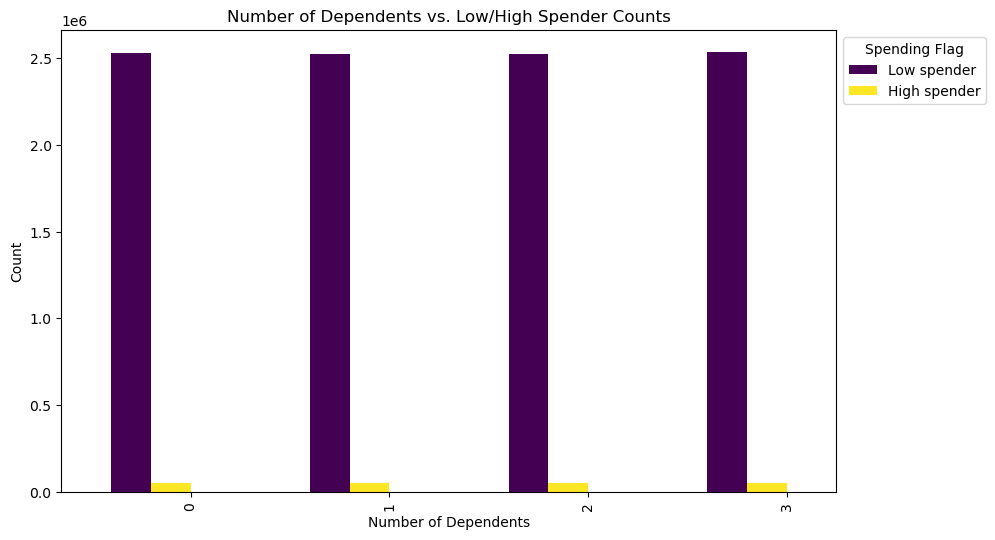 Number of Dependents vs. Low/High Spender Counts
1e6
Spending Flag
Low spender
High spender
2.5
2.0
1.5
1.0
0.5
0.0
Count
0
1
2
3
Number of Dependents